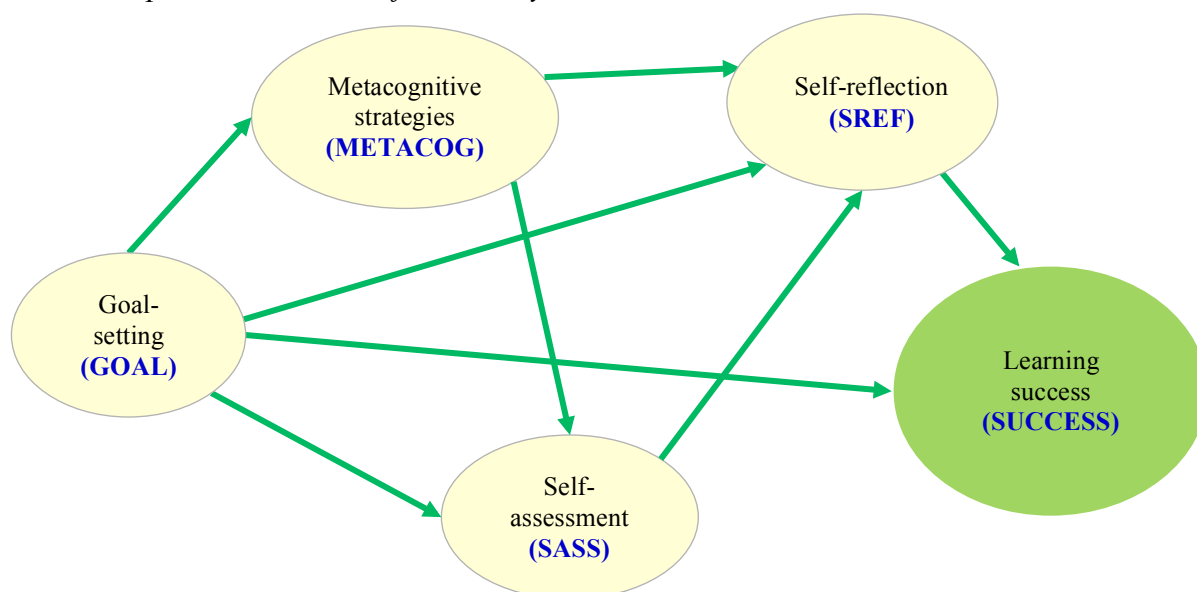 Metacognitive
strategies
(METACOG)
Self-reflection
(SREF)
Goal-
setting
(GOAL)
Learning
success
(SUCCESS)
Self-
assessment
(SASS)